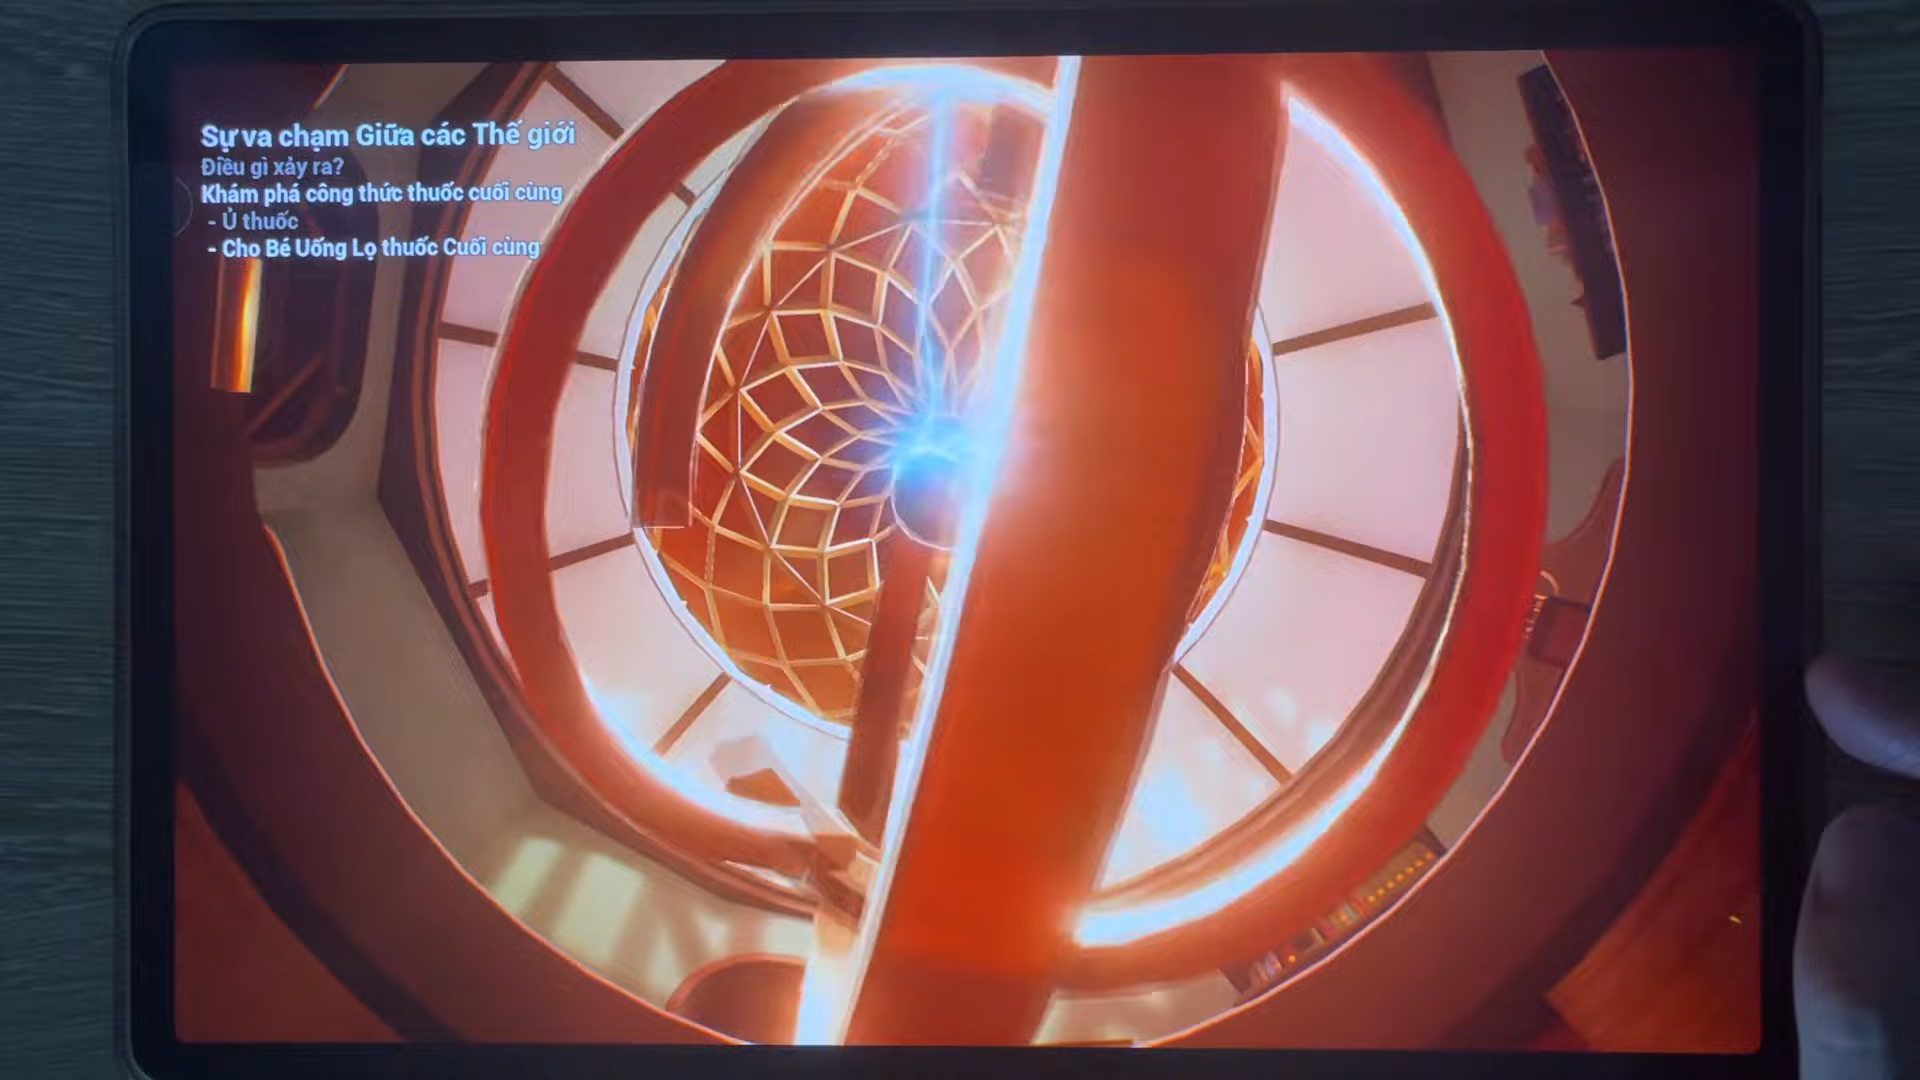 Sự va chạm Giữa các Thế giới
Điều gì xảy ra?
Khám phá công thức thuốc cuối cùng
- Ủ thuốc
- Cho Bé Uống Lọ thuốc Cuối cùng